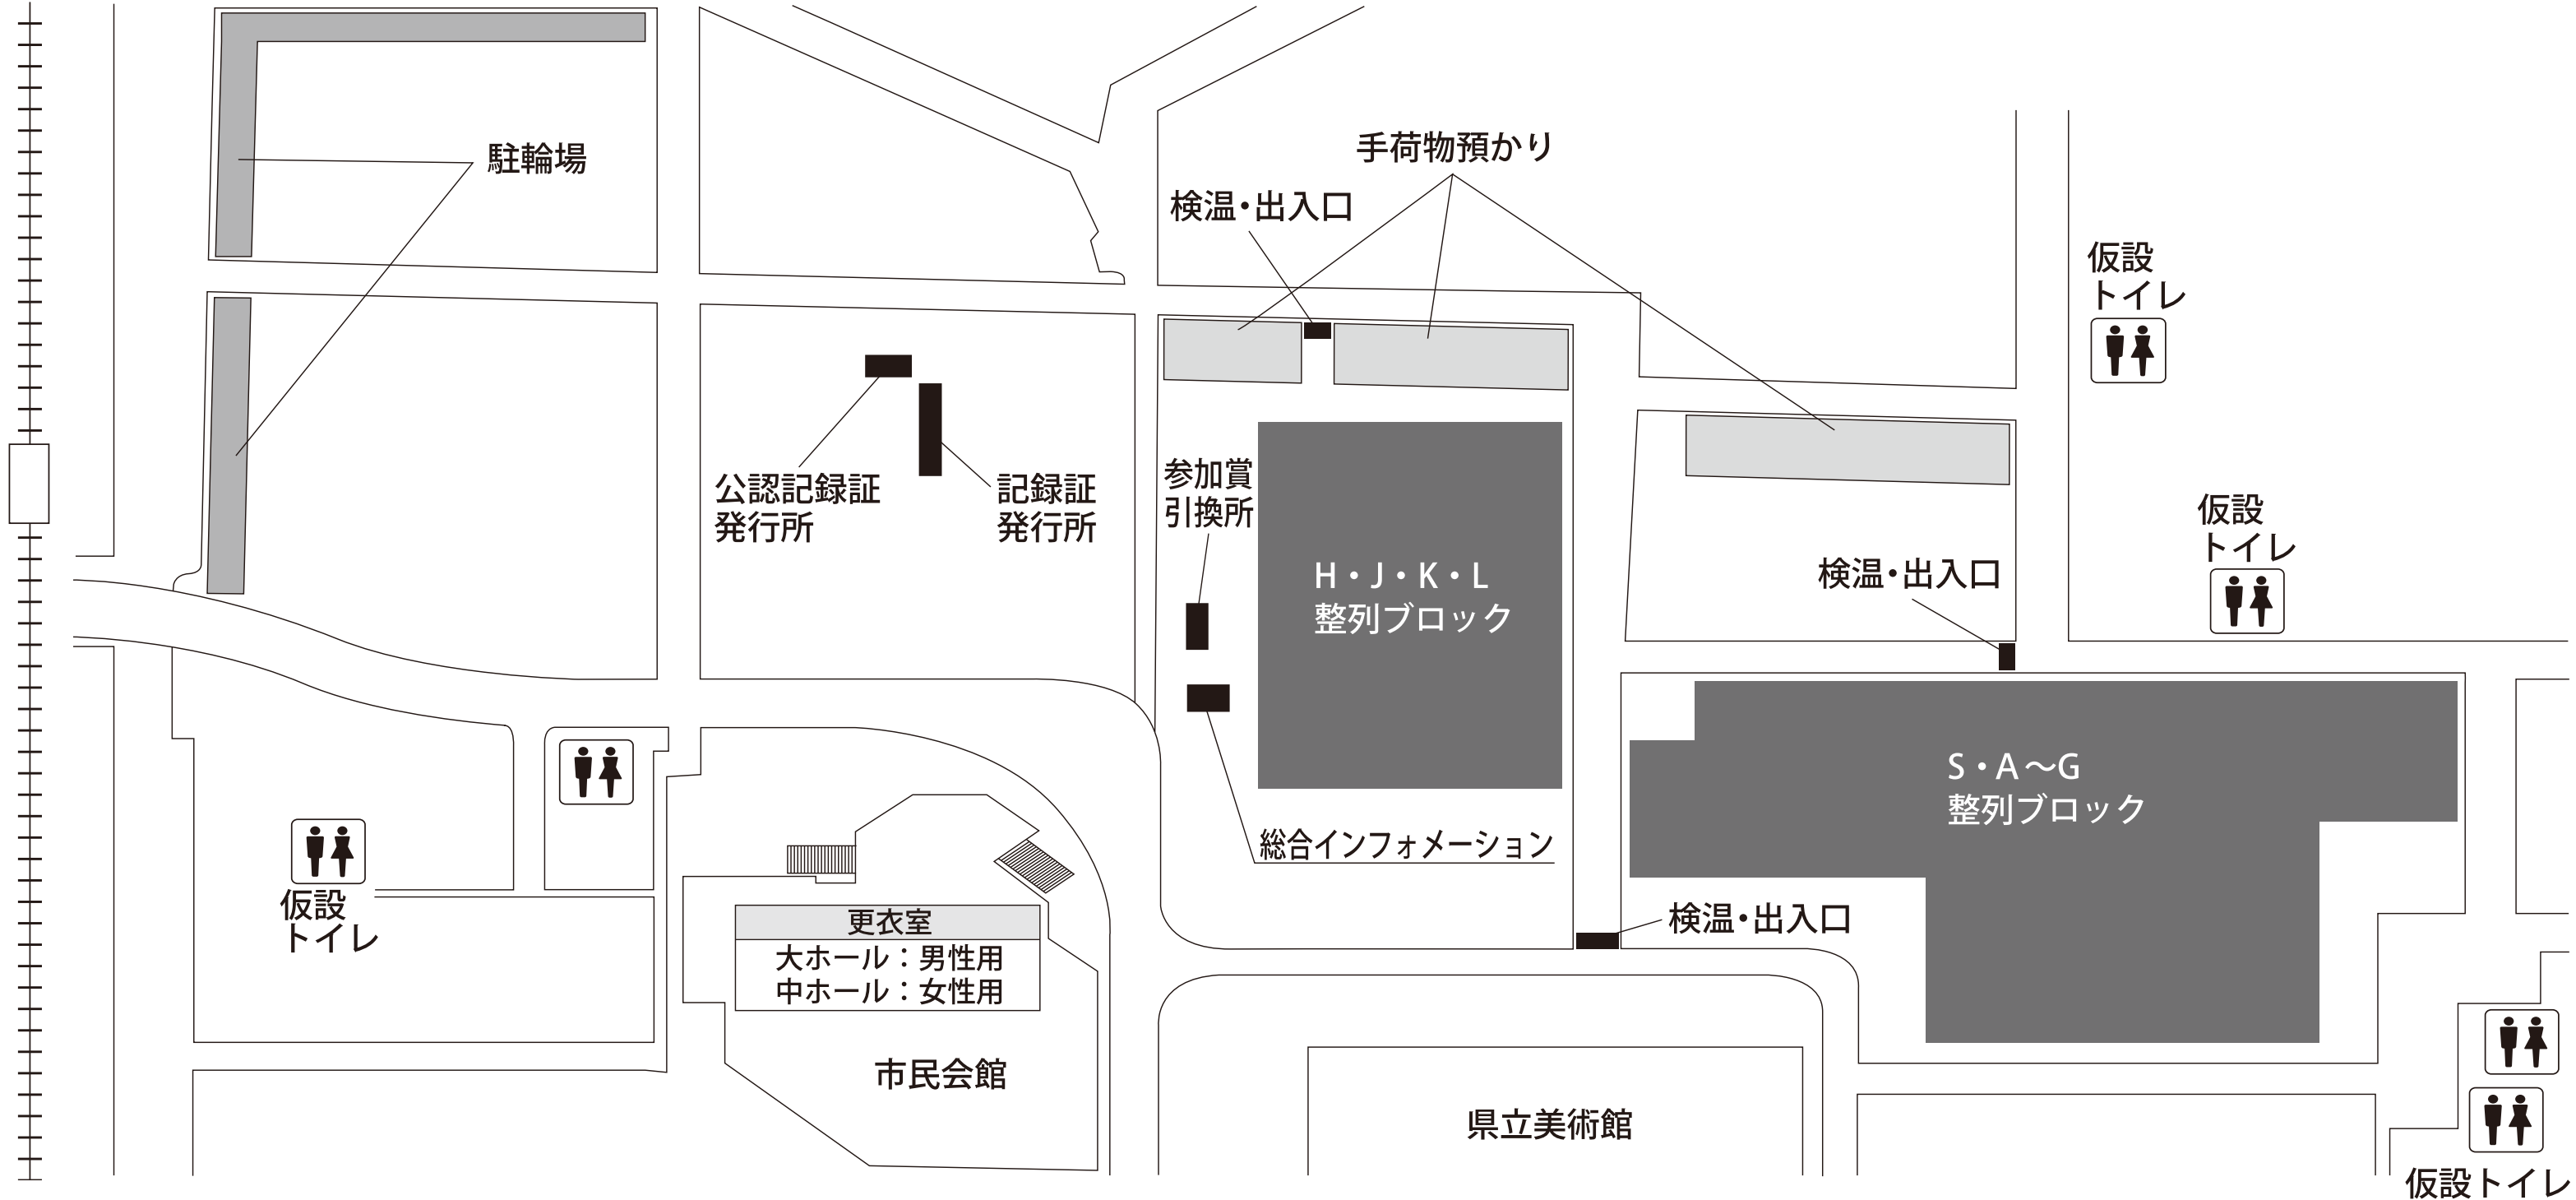 駐輪場
手荷物預かり
検温・出入口
仮設
トイレ
公認記録証
発行所
記録証
発行所
参加賞
引換所
H・J・K・L
整列ブロック
仮設
トイレ
検温・出入口
S・A～G
整列ブロック
総合インフォメーション
仮設
トイレ
更衣室
大ホール：男性用
中ホール：女性用
検温・出入口
市民会館
県立美術館
仮設トイレ